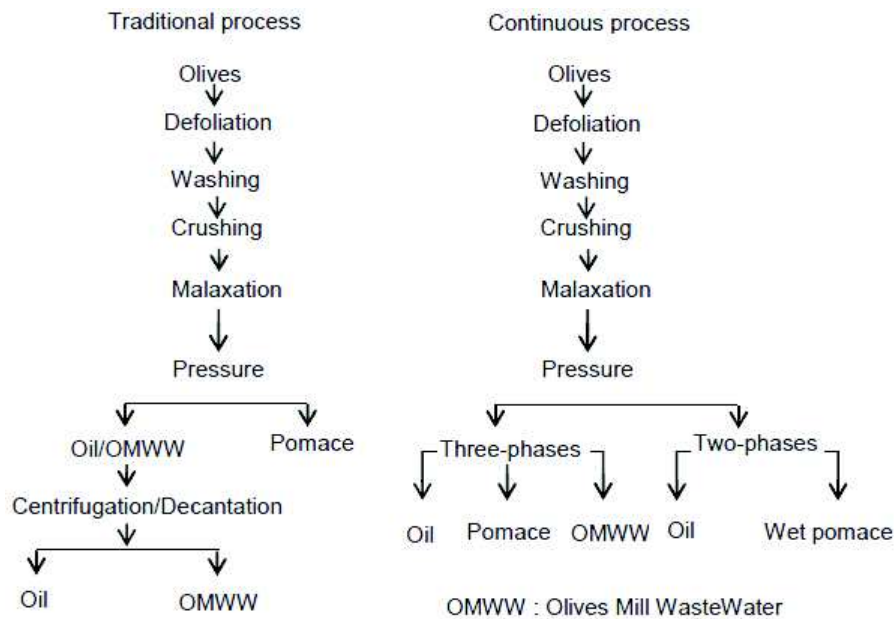 Traditional process
Olives
Defoliation
Washing
Crushing
Malaxation
Pressure
Oil/OMWW
Pomace
Centrifugation/Decantation
Oil
OMWW
Continuous process
Olives
Defoliation
Washing
Crushing
Malaxation
Pressure
Three-phases
Two-phases
Oil
Pomace
OMWW
Oil
Wet pomace
OMWW : Olives Mill WasteWater